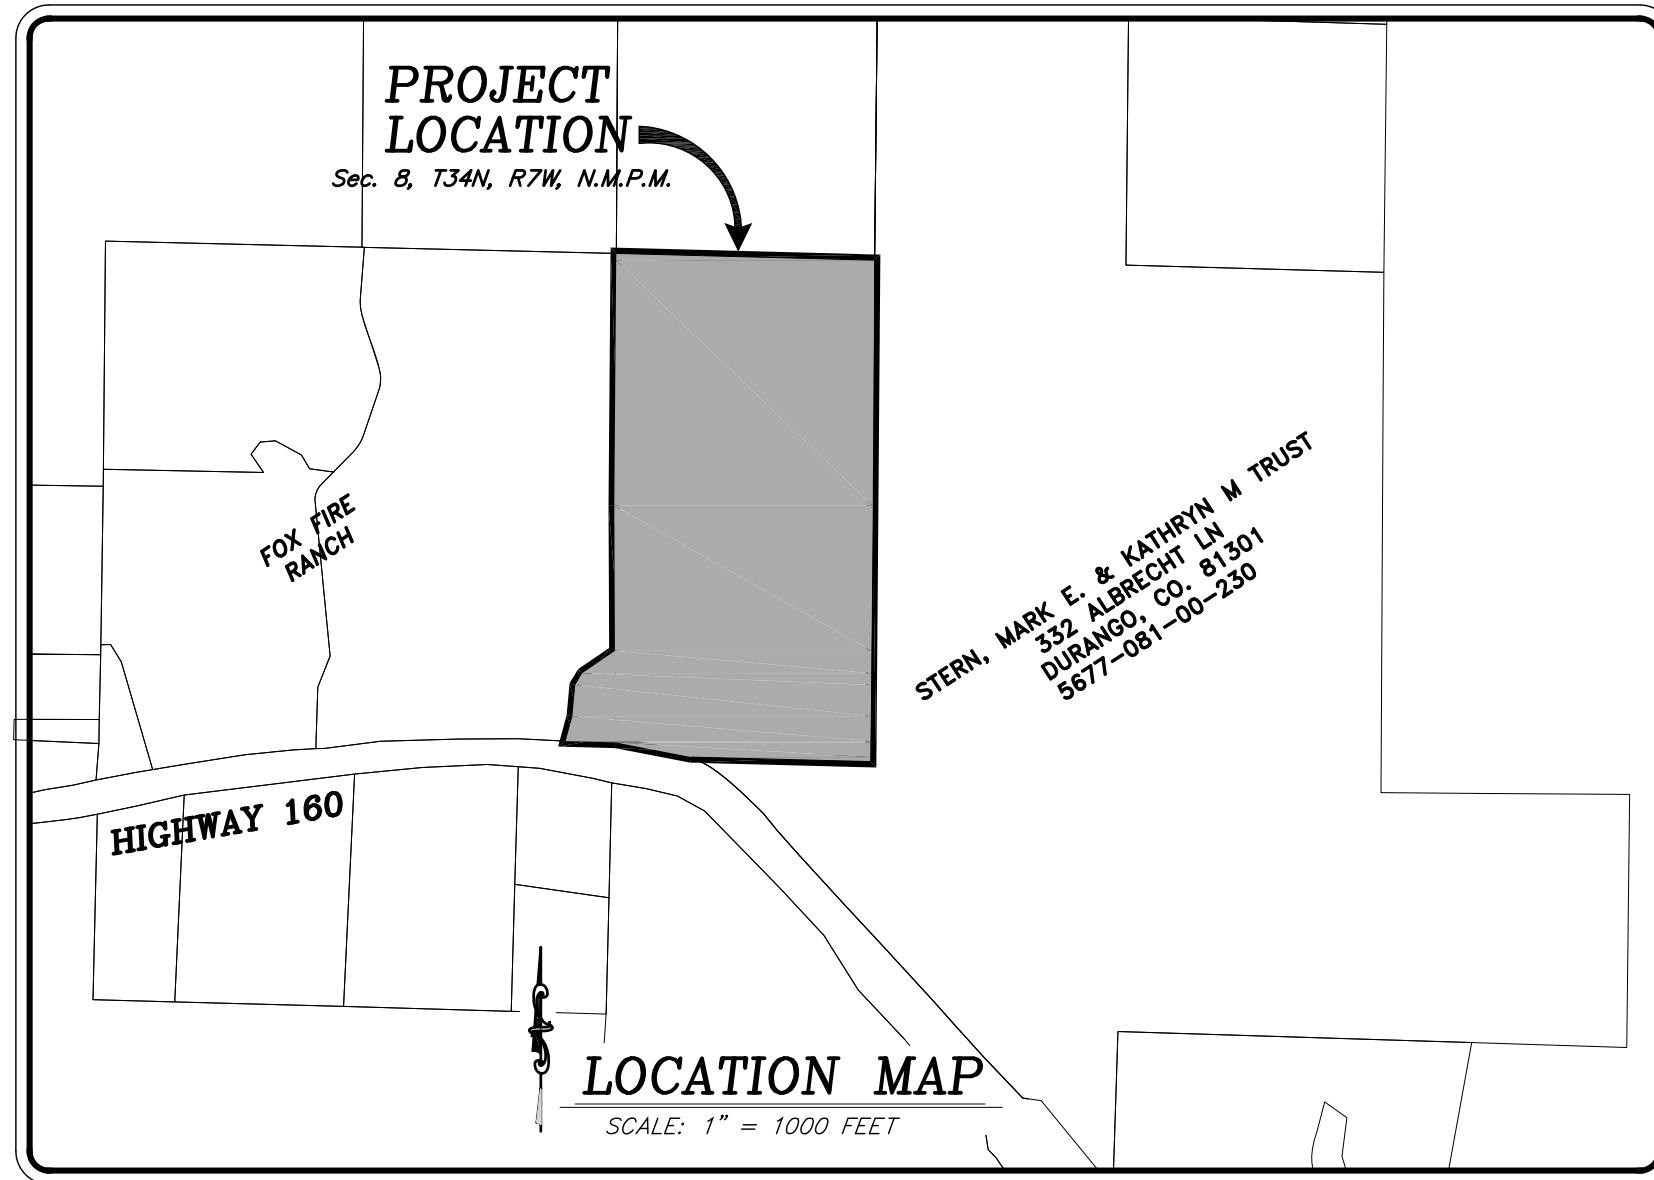 PROJECT
LOCATION
Sec. 8, T34N, R7W, N.M.P.M.
FOX FIRE
RANCH
STERN, MARK E. & KATHRYN M TRUST
332 ALBRECHT LN
DURANGO, CO. 81301
5677-081-00-230
HIGHWAY 160
LOCATION MAP
SCALE: 1" = 1000 FEET